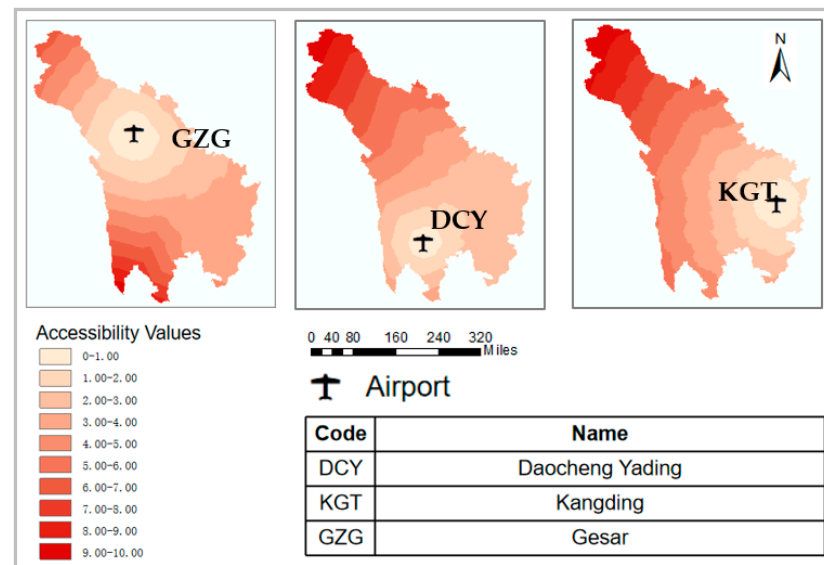 GZG
DCY
KGT
N
Accessibility Values
0-1.00
1.00-2.00
2.00-3.00
3.00-4.00
4.00-5.00
5.00-6.00
6.00-7.00
7.00-8.00
8.00-9.00
9.00-10.00
0 40 80 160 240 320
Miles
Airport
Code Name
DCY Daocheng Yading
KGT Kangding
GZG Gesar